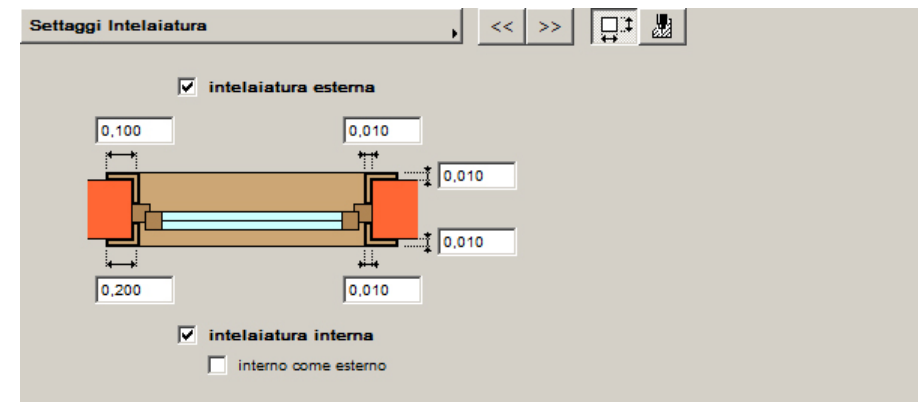 Settaggi Intelaiatura
<< >>
intelaiatura esterna
0,100 0,010
0,010
0,010
0,200 0,010
intelaiatura interna
interno come esterno